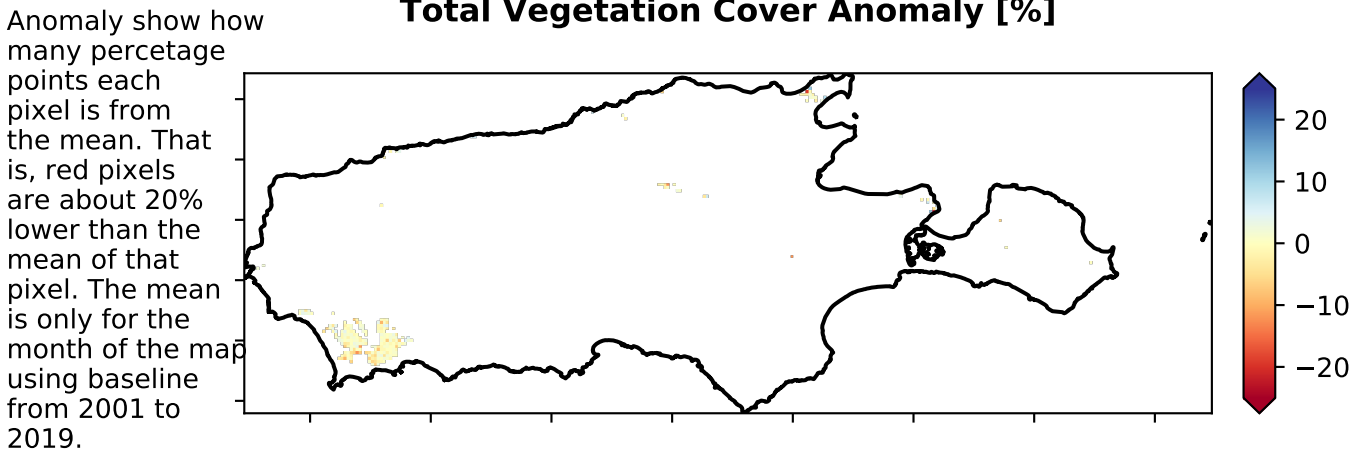 Total Vegetation Cover Anomaly [%]
Anomaly show how
many percetage
points each
pixel is from
the mean. That
is, red pixels
are about 20%
lower than the
mean of that
pixel. The mean
is only for the
month of the map
using baseline
from 2001 to
2019.
20
10
0
−10
−20